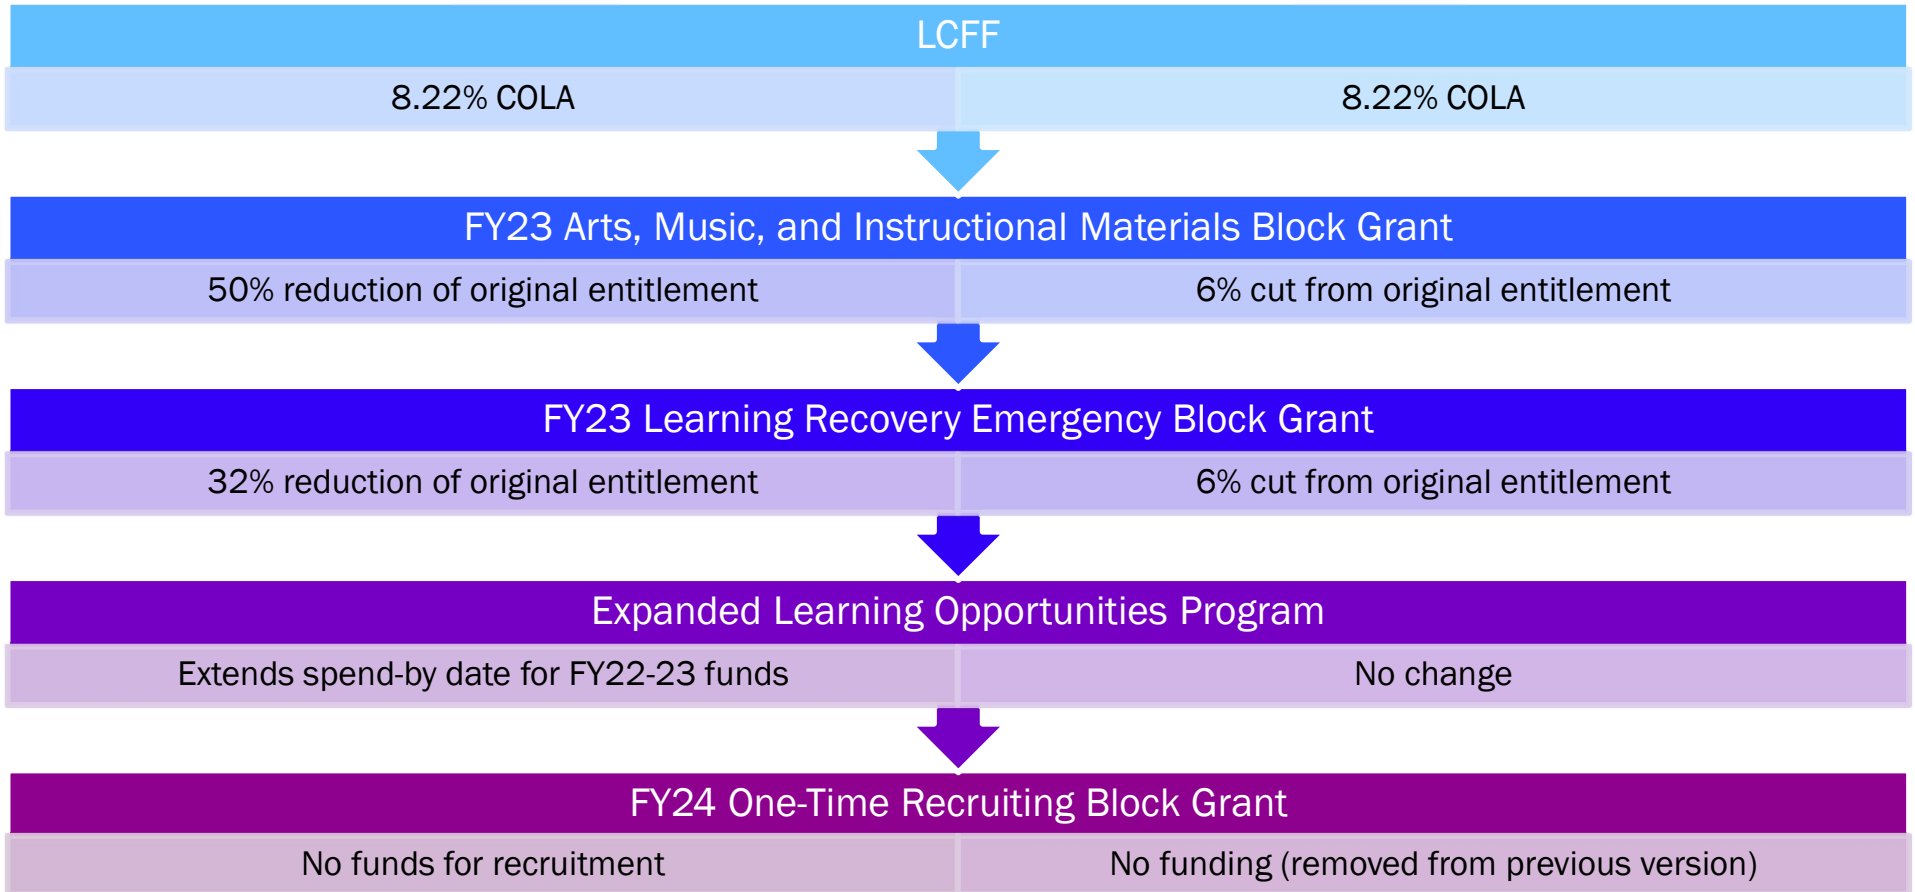 LCFF
8.22% COLA
8.22% COLA
FY23 Arts, Music, and Instructional Materials Block Grant
50% reduction of original entitlement
6% cut from original entitlement
FY23 Learning Recovery Emergency Block Grant
32% reduction of original entitlement
6% cut from original entitlement
Expanded Learning Opportunities Program
Extends spend-by date for FY22-23 funds
No change
FY24 One-Time Recruiting Block Grant
No funds for recruitment
No funding (removed from previous version)